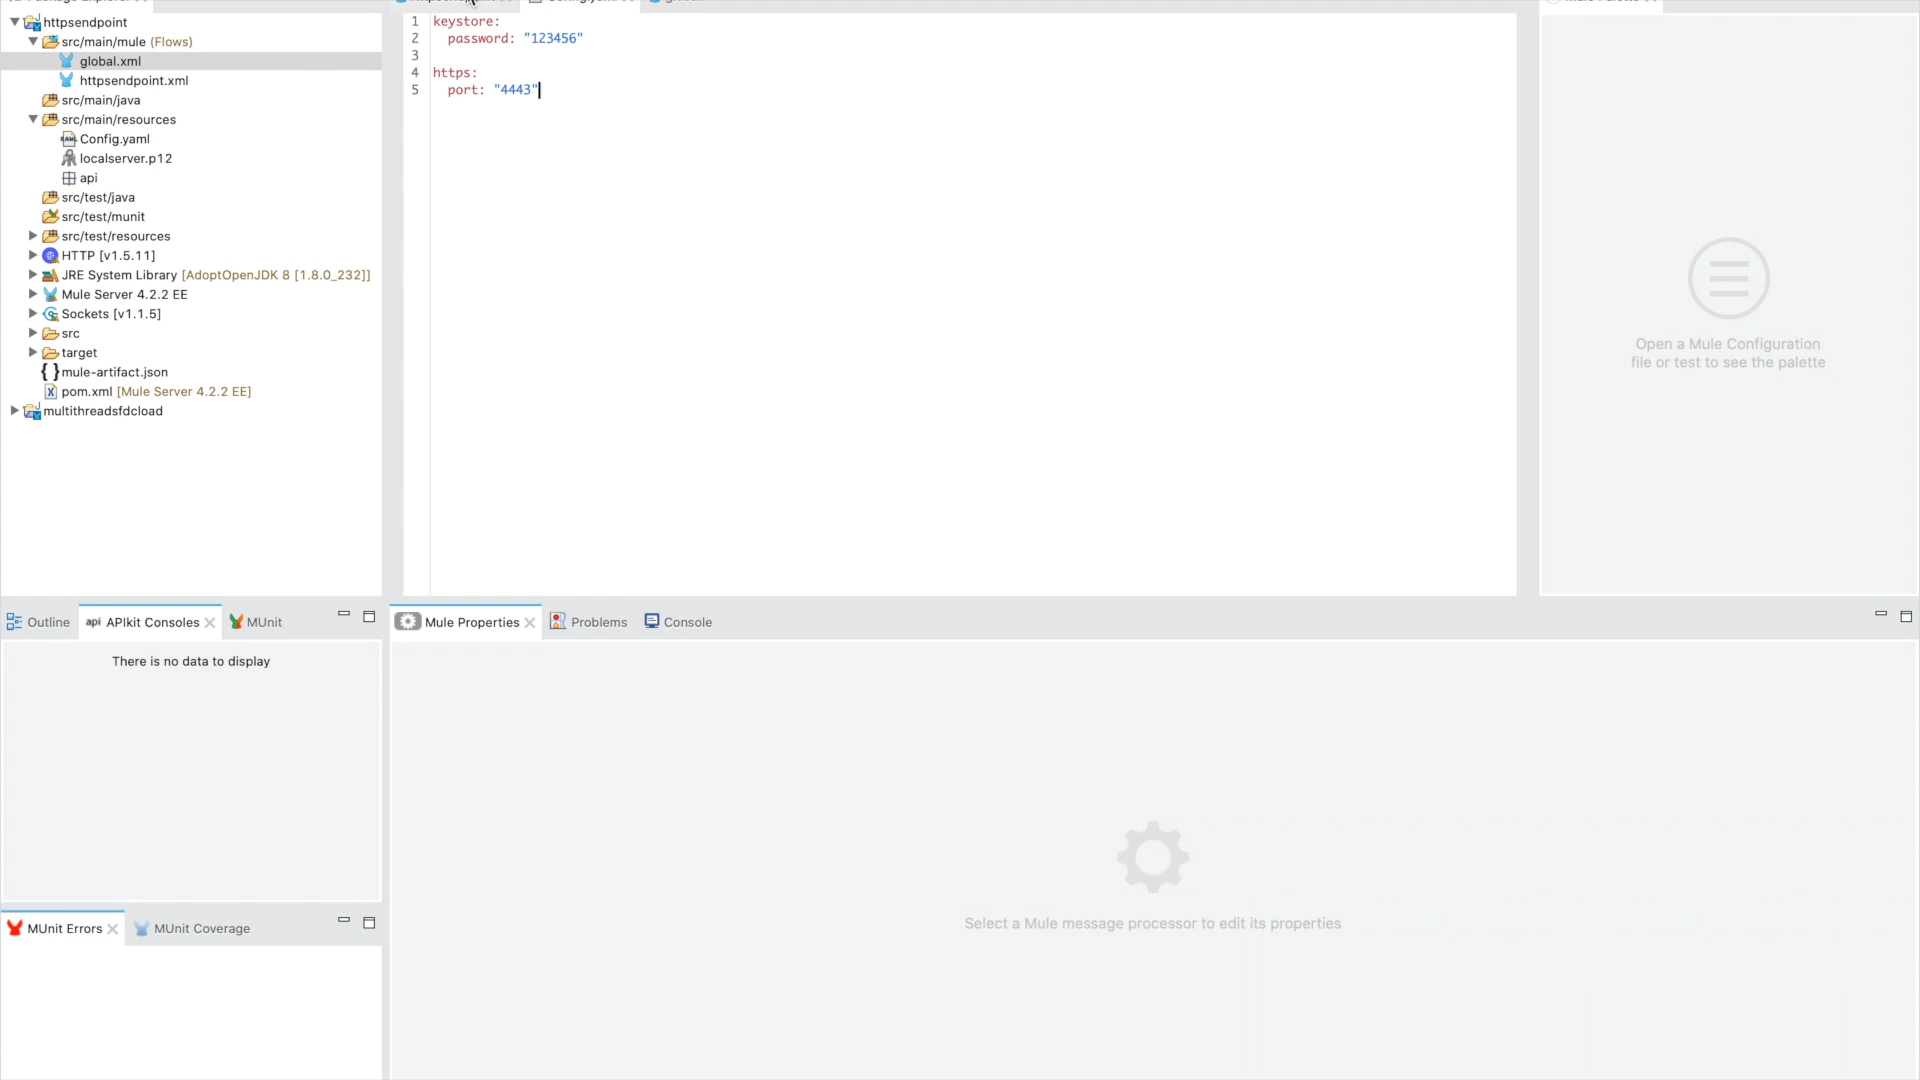 httpsendpoint
src/main/mule (Flows)
global.xml
httpsendpoint.xml
src/main/java
src/main/resources
Config.yaml
localserver.p12
api
src/test/java
src/test/munit
src/test/resources
HTTP [v1.5.11]
JRE System Library [AdoptOpenJDK 8 [1.8.0_232]]
Mule Server 4.2.2 EE
Sockets [v1.1.5]
src
target
mule-artifact.json
pom.xml [Mule Server 4.2.2 EE]
multithreadsfdcload
1 keystore:
2 password: "123456"
3
4 https:
5 port: "4443"
Open a Mule Configuration
file or test to see the palette
Outline
api APIkit Consoles
MUnit
There is no data to display
MUnit Errors
MUnit Coverage
Mule Properties
Problems
Console
Select a Mule message processor to edit its properties